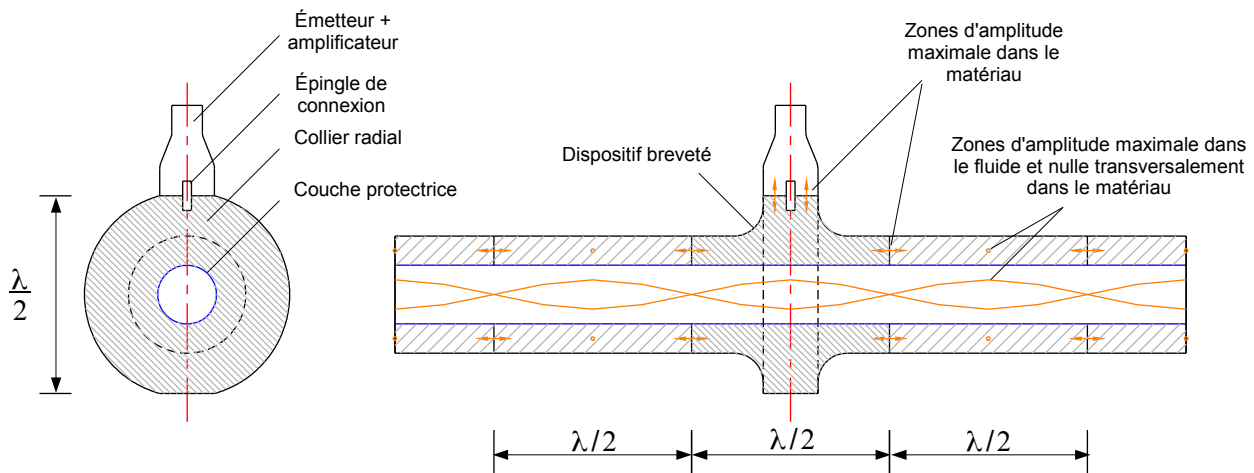 Émetteur +
amplificateur
Épingle de
connexion
Collier radial
Couche protectrice
λ
2
Zones d'amplitude
maximale dans le
matériau
Dispositif breveté
Zones d'amplitude maximale dans
le fluide et nulle transversalement
dans le matériau
λ/2
λ/2
λ/2